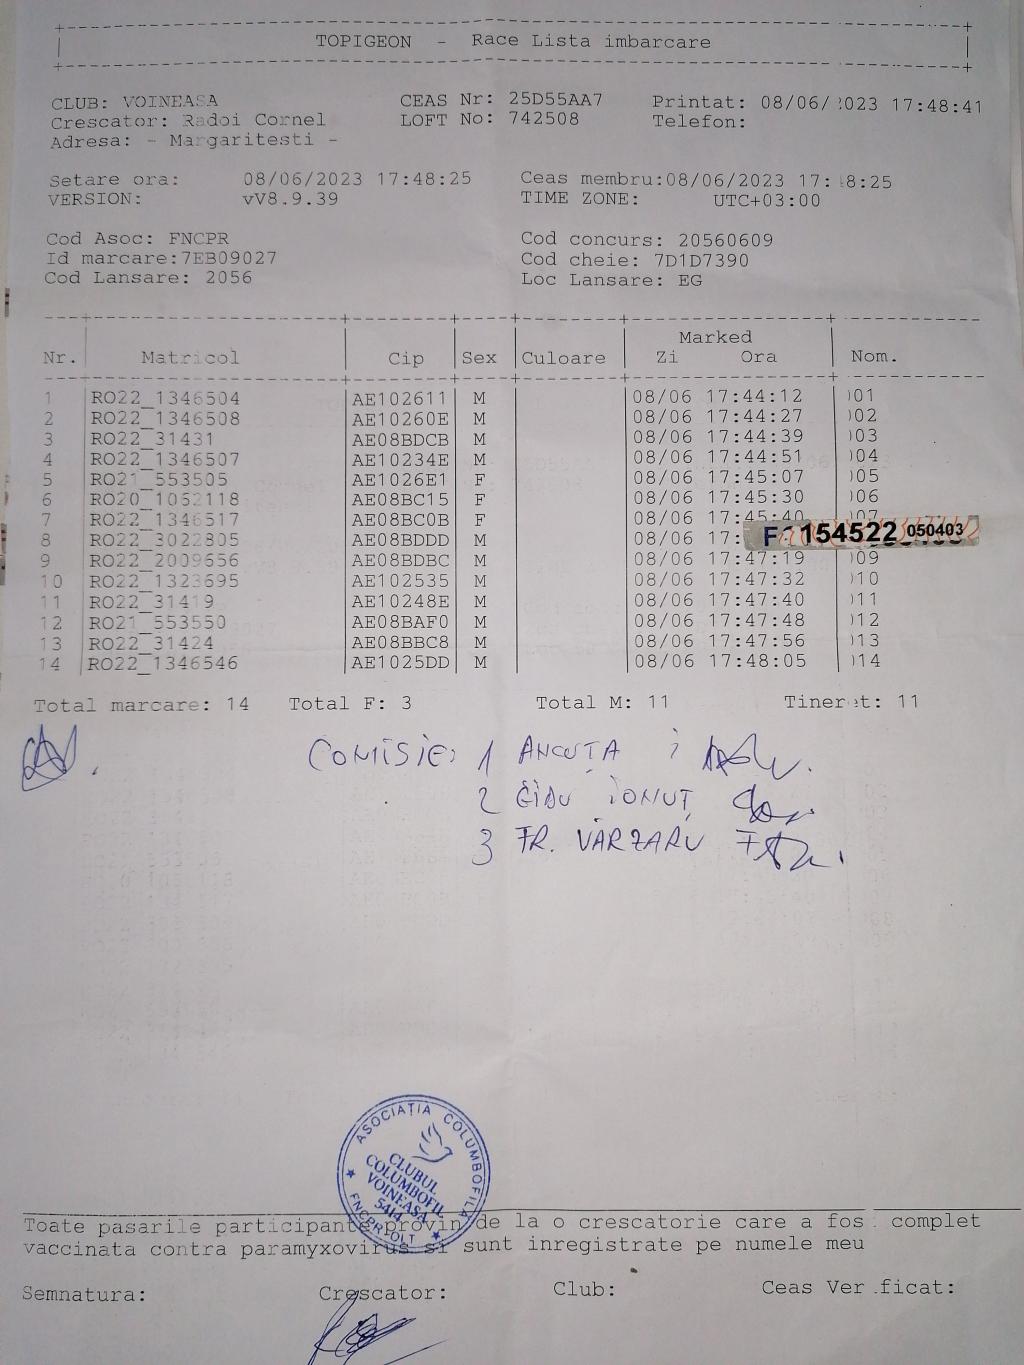 TOPIGEON - Race Lista imbarcare
CLUB: VOINEASA CEAS Nr: 25D55AA7 Printat: 08/06/2023 17:48:41
Crescator: Radoi Cornel LOFT No: 742508 Telefon:
Adresa: - Margaritesti -
Setare ora: 08/06/2023 17:48:25 Ceas membru:08/06/2023 17:48:25
VERSION: vV8.9.39 TIME ZONE: UTC+03:00
Cod Asoc: FNCPR Cod concurs: 20560609
Id marcare:7EB09027 Cod cheie: 7D1D7390
Cod Lansare: 2056 Loc Lansare: EG
Marked
Nr. Matricol Cip Sex Culoare Zi Ora Nom.
1 RO22_1346504 AE102611 M 08/06 17:44:12 001
2 RO22_1346508 AE10260E M 08/06 17:44:27 002
3 RO22_31431 AE08BDCB M 08/06 17:44:39 003
4 RO22_1346507 AE10234E M 08/06 17:44:51 004
5 RO21_553505 AE1026E1 F 08/06 17:45:07 005
6 RO20_1052118 AE08BC15 F 08/06 17:45:30 006
7 RO22_1346517 AE08BC0B F 08/06 17:45:40 007
8 RO22_3022805 AE08BDDD M 08/06 17:
154522 050403
9 RO22_2009656 AE08BDBC M 08/06 17:47:19 009
10 RO22_1323695 AE102535 M 08/06 17:47:32 010
11 RO22_31419 AE10248E M 08/06 17:47:40 011
12 RO21_553550 AE08BAF0 M 08/06 17:47:48 012
13 RO22_31424 AE08BBC8 M 08/06 17:47:56 013
14 RO22_1346546 AE1025DD M 08/06 17:48:05 014
Total marcare: 14 Total F: 3 Total M: 11 Tineret: 11
COMISIE: 1 ANCUȚA I
2 GIDU IONUȚ
3 FR. VĂRZARU
ASOCIAȚIA COLUMBOFILA
CLUBUL
COLUMBOFIL
VOINEASA
5414
FNCPR OLT
Toate pasarile participante provin de la o crescatorie care a fost complet
vaccinata contra paramyxovirus si sunt inregistrate pe numele meu
Semnatura: Crescator: Club: Ceas Verificat: